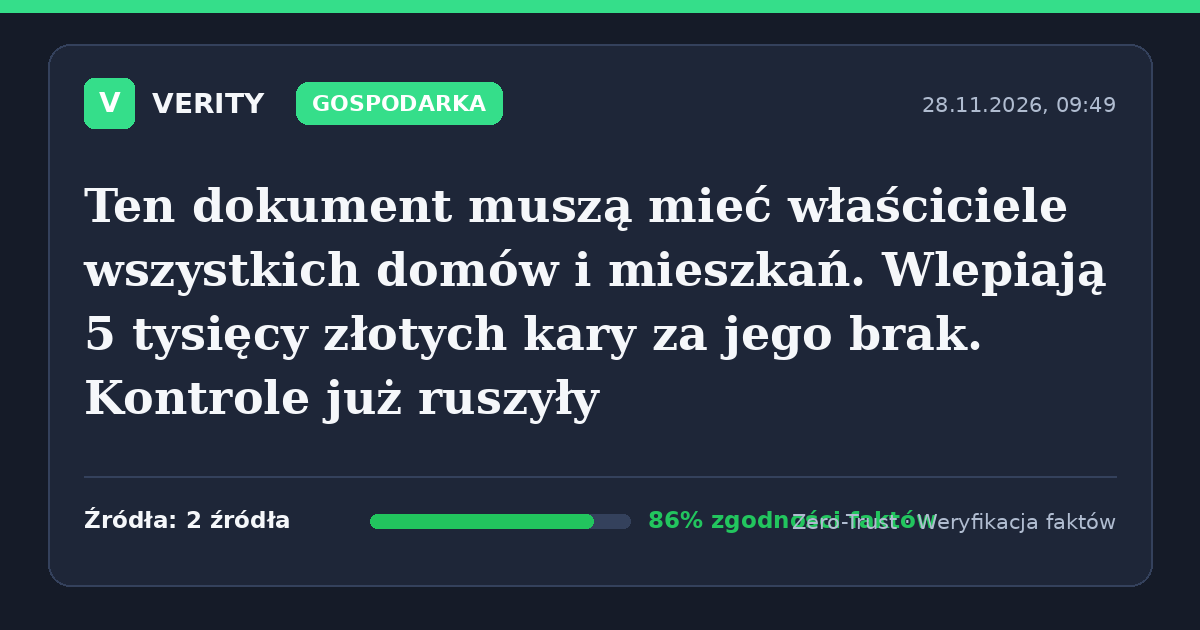 V VERITY GOSPODARKA 28.11.2026, 09:49
Ten dokument muszą mieć właściciele
wszystkich domów i mieszkań. Wlepiają
5 tysięcy złotych kary za jego brak.
Kontrole już ruszyły
Źródła: 2 źródła 86% zgodności faktów Zero-Trust · Weryfikacja faktów